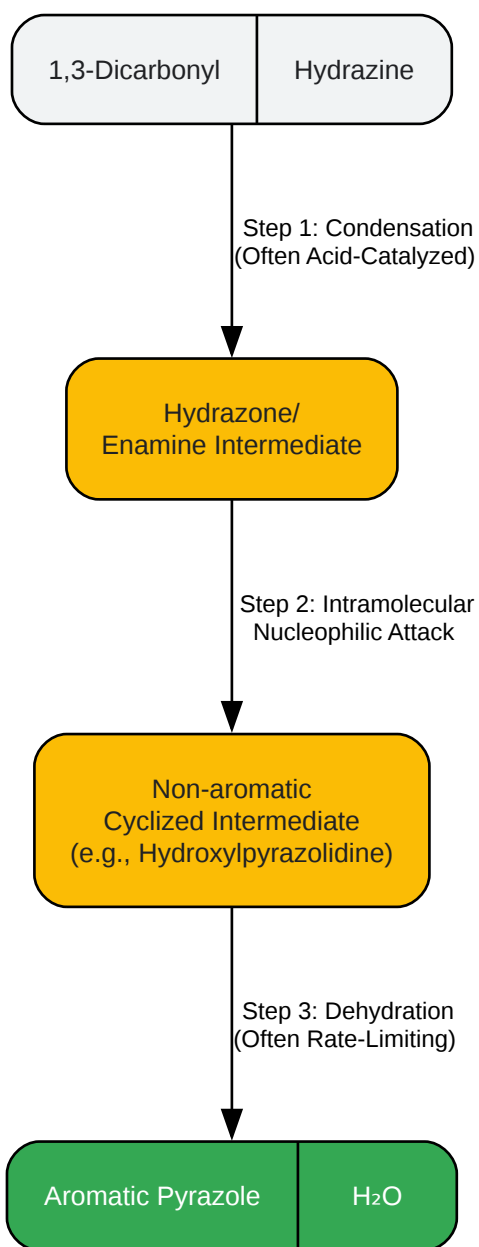 1,3-Dicarbonyl
Hydrazine
Step 1: Condensation
(Often Acid-Catalyzed)
Hydrazone/
Enamine Intermediate
Step 2: Intramolecular
Nucleophilic Attack
Non-aromatic
Cyclized Intermediate
(e.g., Hydroxylpyrazolidine)
Step 3: Dehydration
(Often Rate-Limiting)
Aromatic Pyrazole
H₂O